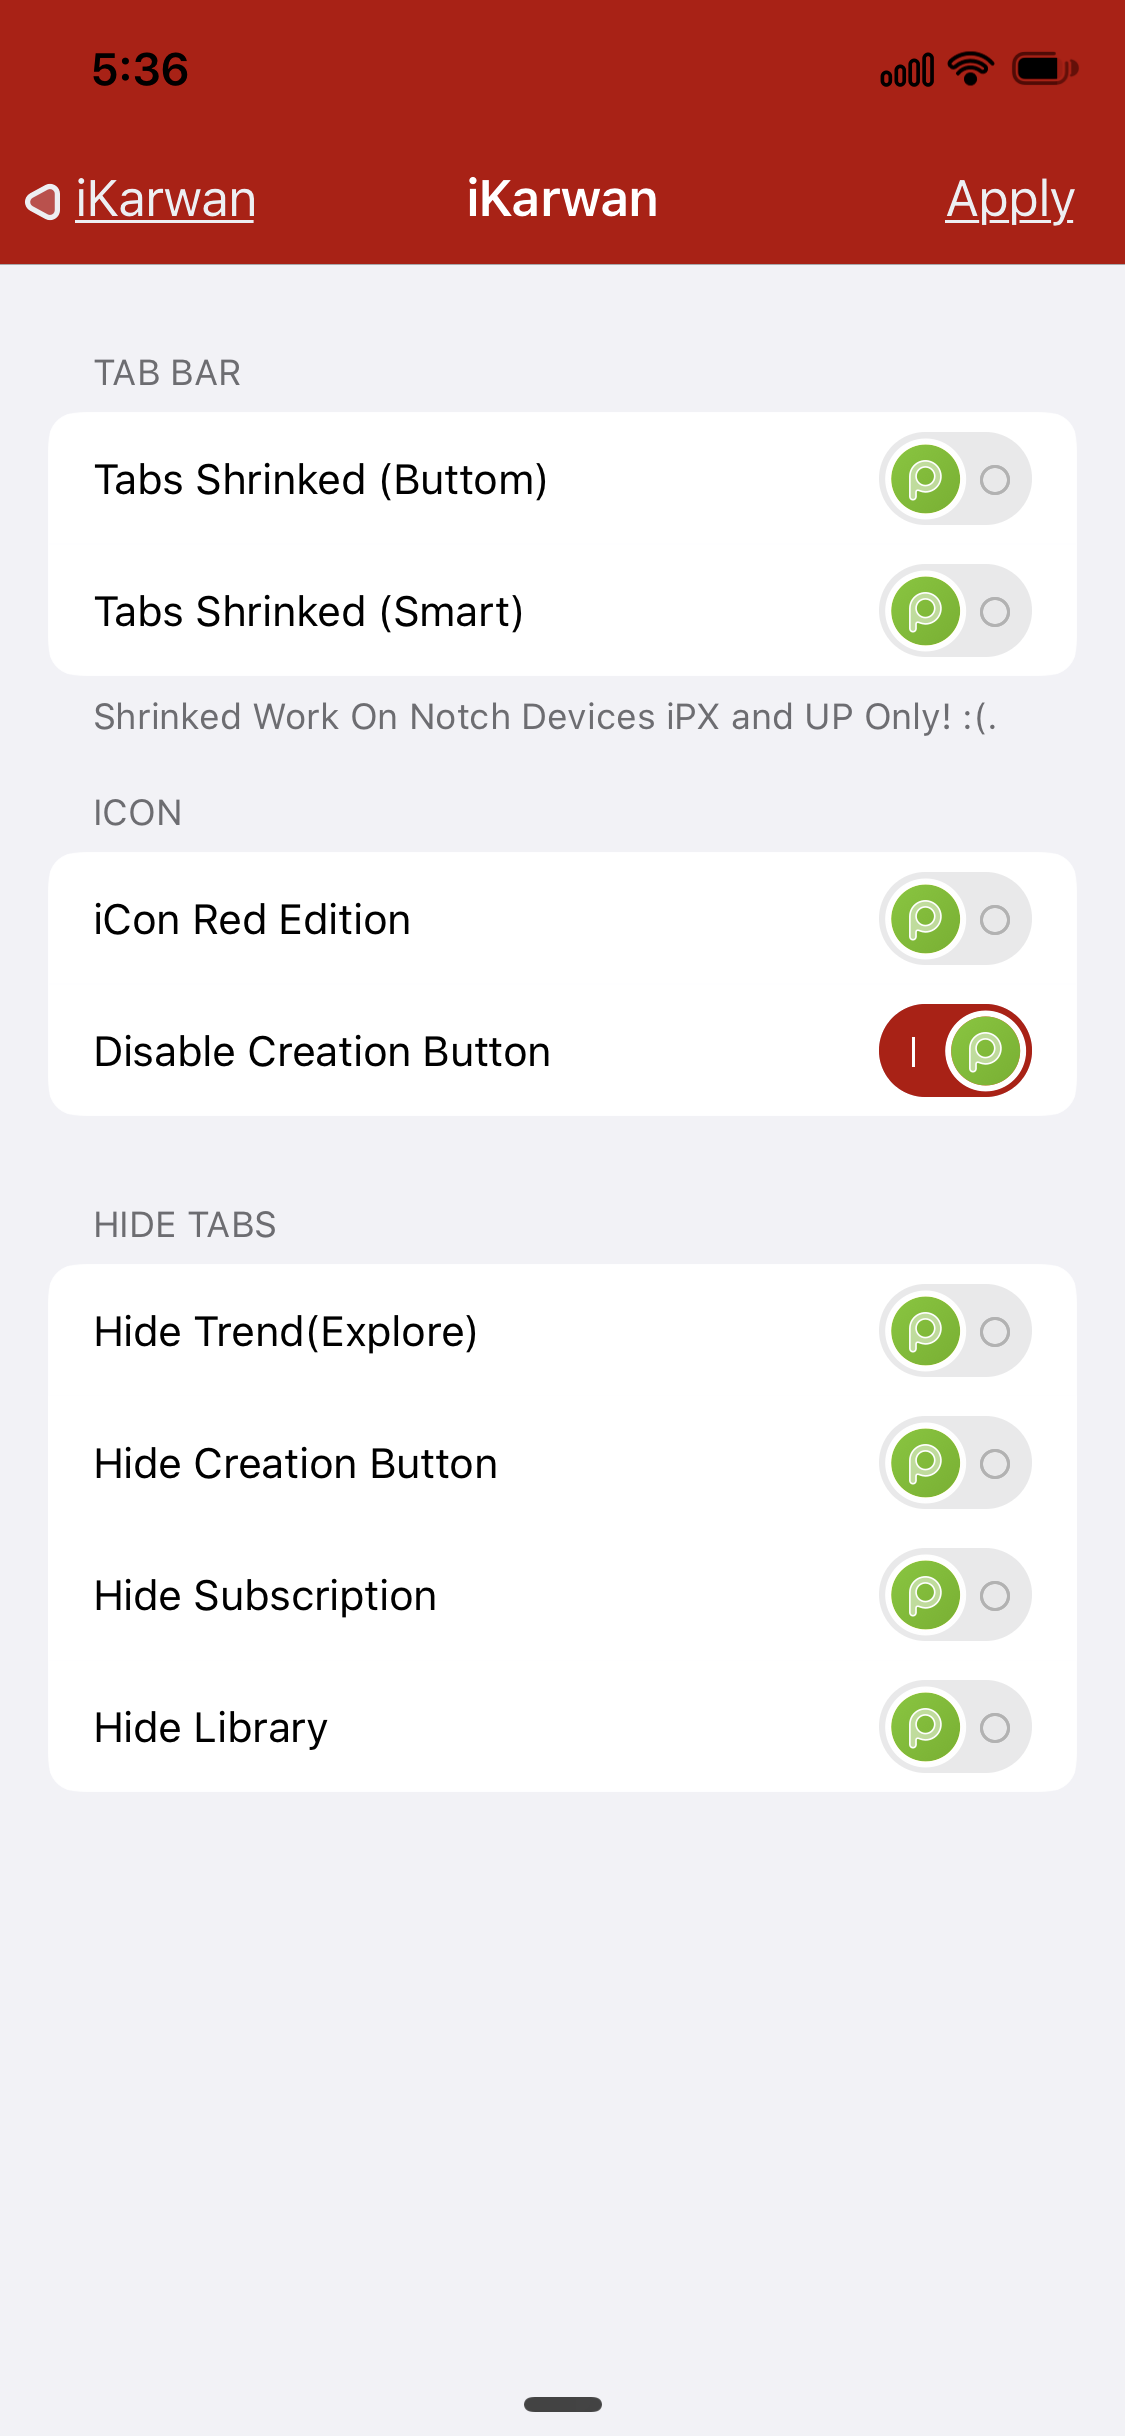 5:36
iKarwan
iKarwan
Apply
TAB BAR
Tabs Shrinked (Buttom)
Tabs Shrinked (Smart)
Shrinked Work On Notch Devices iPX and UP Only! :(.
ICON
iCon Red Edition
Disable Creation Button
HIDE TABS
Hide Trend(Explore)
Hide Creation Button
Hide Subscription
Hide Library